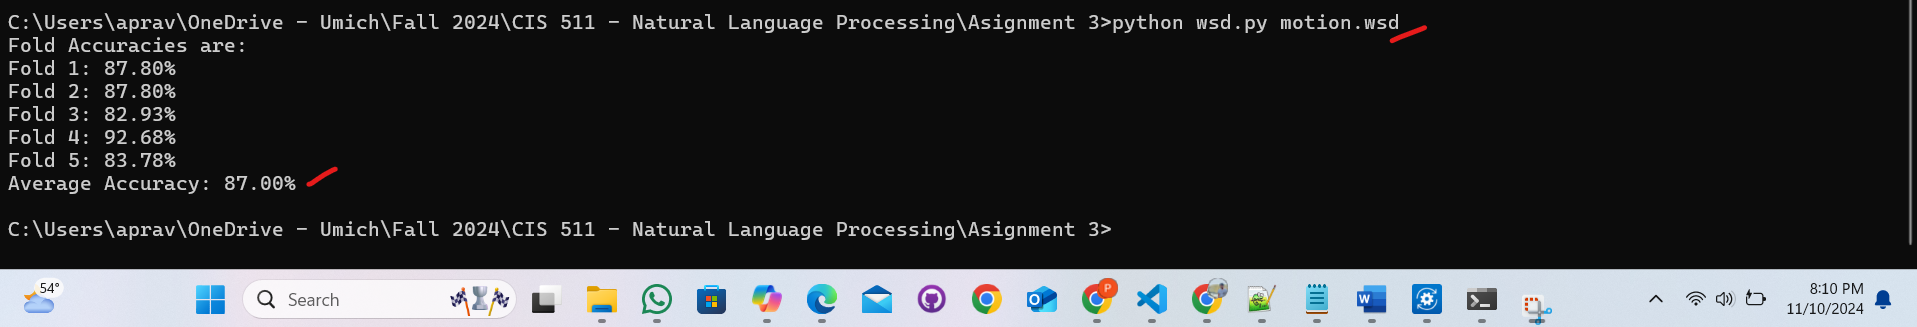 C:\Users\aprav\OneDrive - Umich\Fall 2024\CIS 511 - Natural Language Processing\Asignment 3>python wsd.py motion.wsd
Fold Accuracies are:
Fold 1: 87.80%
Fold 2: 87.80%
Fold 3: 82.93%
Fold 4: 92.68%
Fold 5: 83.78%
Average Accuracy: 87.00%
C:\Users\aprav\OneDrive - Umich\Fall 2024\CIS 511 - Natural Language Processing\Asignment 3>
54°
Search
P
8:10 PM
11/10/2024